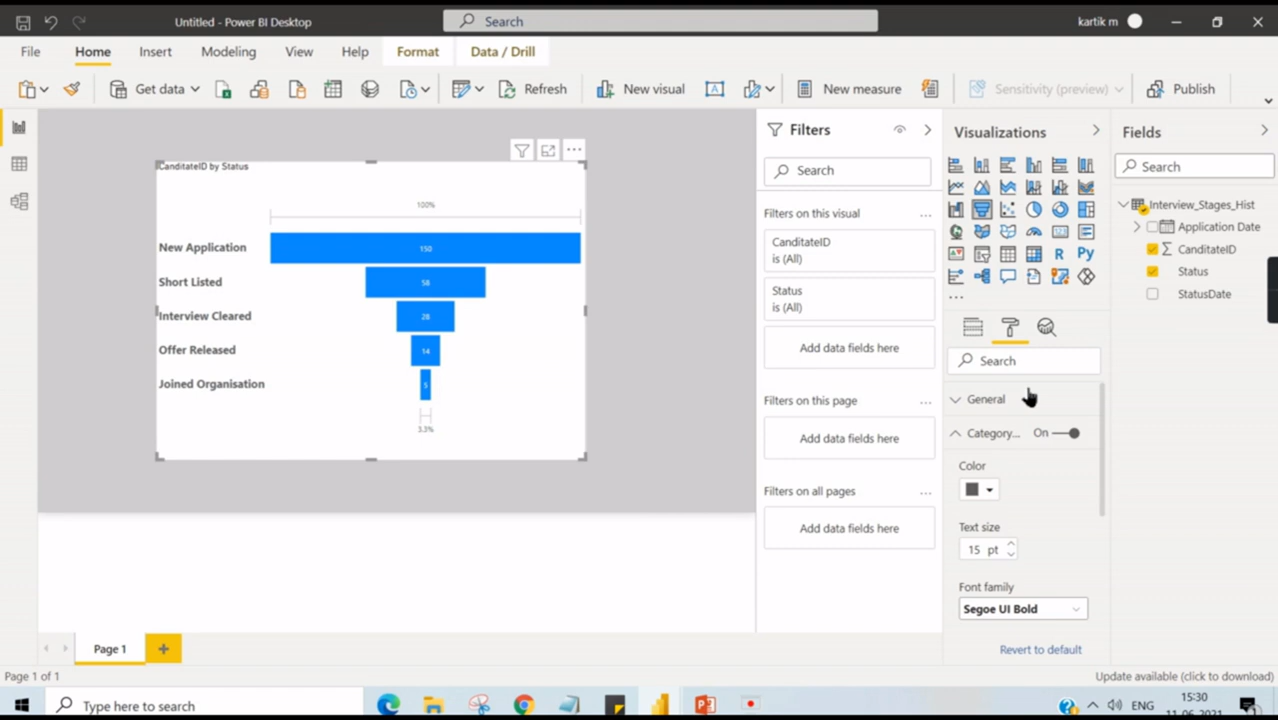 Untitled - Power BI Desktop
Search
kartik m
File Home Insert Modeling View Help Format Data / Drill
Get data Refresh New visual New measure Sensitivity (preview) Publish
CanditateID by Status
100%
New Application 150
Short Listed 58
Interview Cleared 28
Offer Released 14
Joined Organisation 5
3.3%
Filters
Search
Filters on this visual ...
CanditateID
is (All)
Status
is (All)
Add data fields here
Filters on this page ...
Add data fields here
Filters on all pages ...
Add data fields here
Visualizations
R Py
...
Search
General
Category... On
Color
Text size
15 pt
Font family
Segoe UI Bold
Revert to default
Fields
Search
Interview_Stages_Hist
Application Date
CanditateID
Status
StatusDate
Page 1
Page 1 of 1
Update available (click to download)
Type here to search
ENG
15:30
11-06-2021